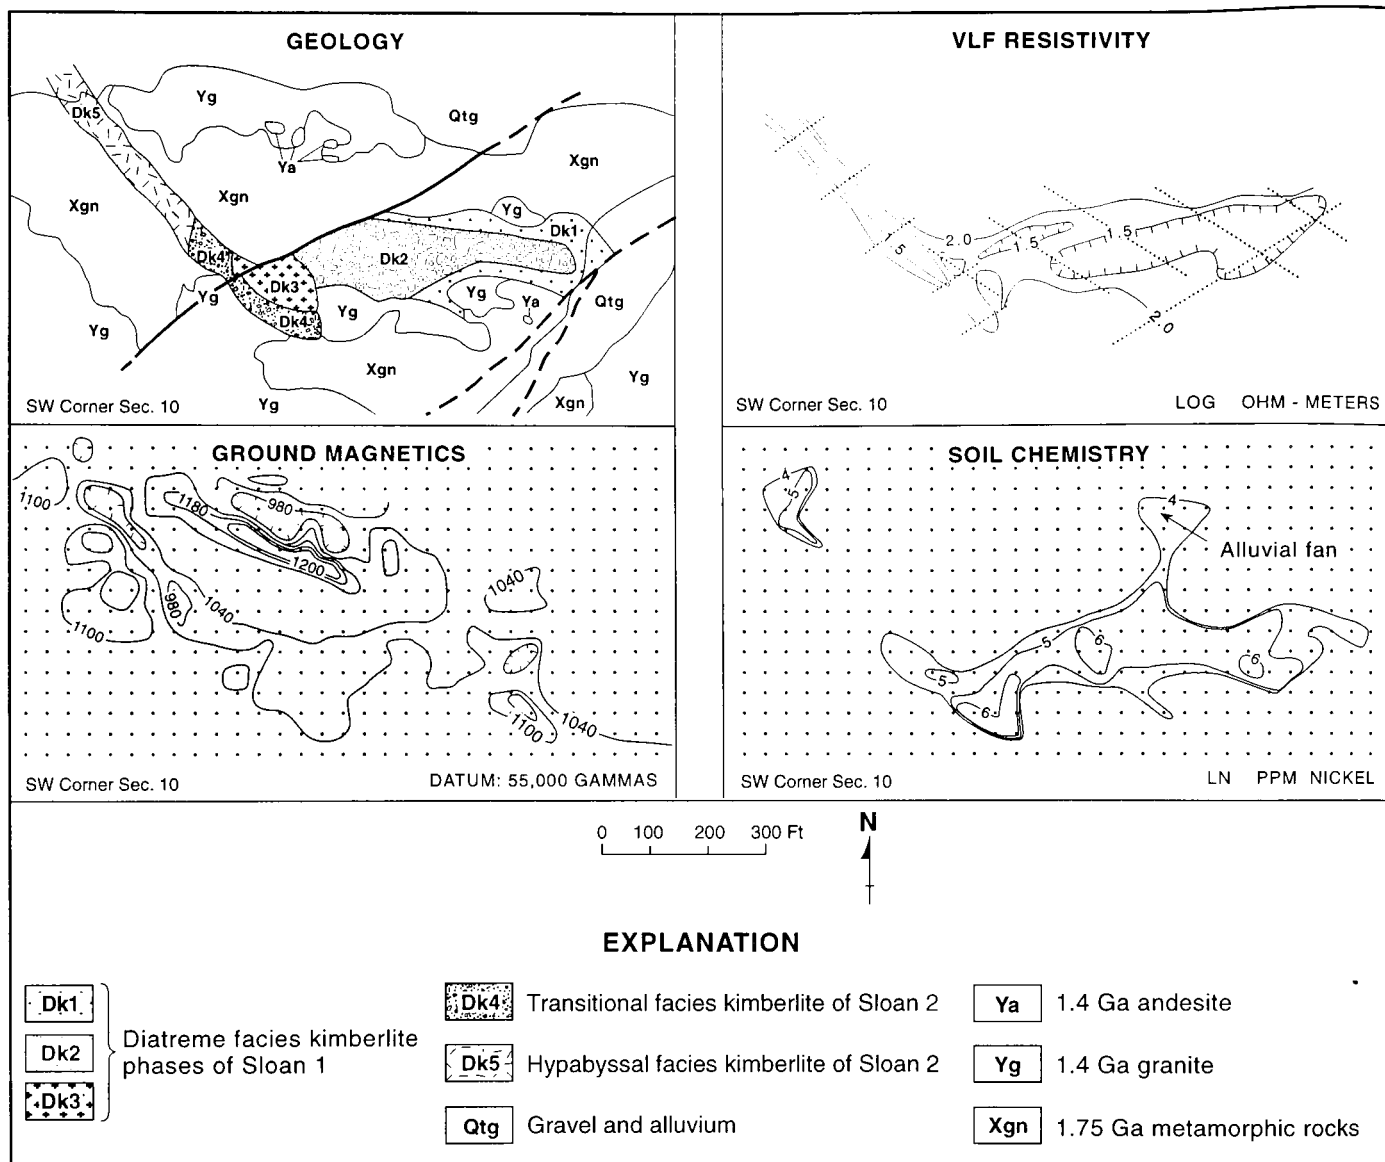 GEOLOGY
Yg
Qtg
Dk5
Ya
Xgn
Xgn
Xgn
Yg
Dk1
Dk4
Dk2
Dk3
Yg
Yg
Ya
Qtg
Yg
Dk4
Yg
Xgn
Yg
Yg
Xgn
SW Corner Sec. 10
VLF RESISTIVITY
2.0
1.5
1.5
1.5
2.0
SW Corner Sec. 10
LOG OHM - METERS
GROUND MAGNETICS
1100
1180
980
1200
1040
980
1040
1100
1100
1040
SW Corner Sec. 10
DATUM: 55,000 GAMMAS
SOIL CHEMISTRY
4
5
4
Alluvial fan
5
6
5
6
6
SW Corner Sec. 10
LN PPM NICKEL
0 100 200 300 Ft
N
EXPLANATION
Dk1
Dk2
Dk3
Diatreme facies kimberlite
phases of Sloan 1
Dk4 Transitional facies kimberlite of Sloan 2
Dk5 Hypabyssal facies kimberlite of Sloan 2
Qtg Gravel and alluvium
Ya 1.4 Ga andesite
Yg 1.4 Ga granite
Xgn 1.75 Ga metamorphic rocks